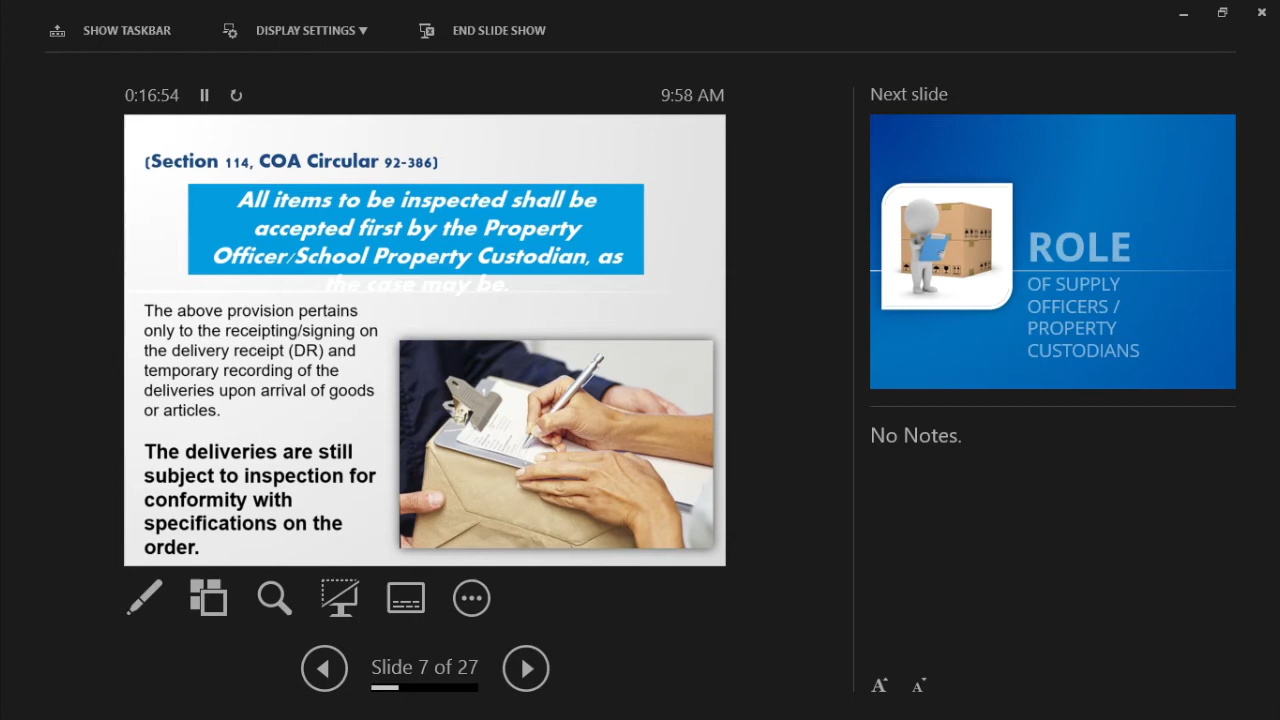 SHOW TASKBAR
DISPLAY SETTINGS ▼
END SLIDE SHOW
0:16:54
9:58 AM
(Section 114, COA Circular 92-386)
All items to be inspected shall be
accepted first by the Property
Officer/School Property Custodian, as
the case may be.
The above provision pertains
only to the receipting/signing on
the delivery receipt (DR) and
temporary recording of the
deliveries upon arrival of goods
or articles.
The deliveries are still
subject to inspection for
conformity with
specifications on the
order.
Slide 7 of 27
Next slide
ROLE
OF SUPPLY
OFFICERS /
PROPERTY
CUSTODIANS
No Notes.
A A